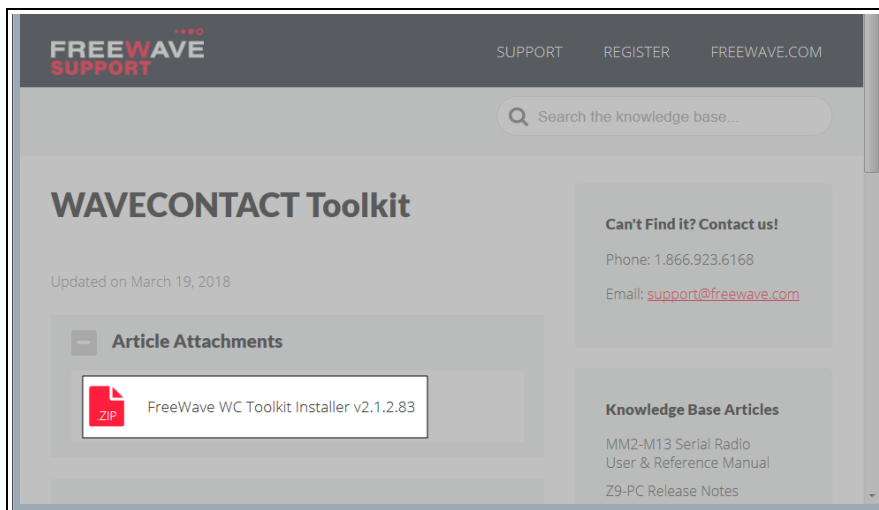 FREEWAVE
SUPPORT
SUPPORT REGISTER FREEWAVE.COM
Search the knowledge base...
WAVECONTACT Toolkit
Updated on March 19, 2018
Article Attachments
.ZIP
FreeWave WC Toolkit Installer v2.1.2.83
Can't Find it? Contact us!
Phone: 1.866.923.6168
Email: support@freewave.com
Knowledge Base Articles
MM2-M13 Serial Radio
User & Reference Manual
Z9-PC Release Notes